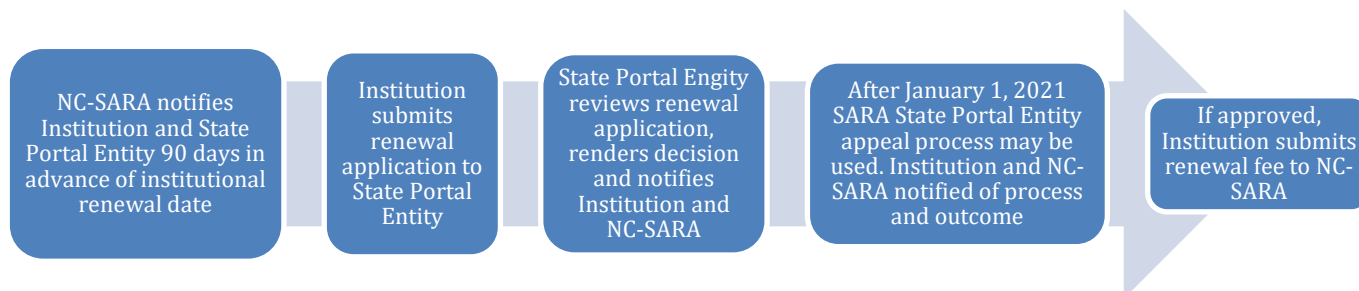 NC-SARA notifies
Institution and State
Portal Entity 90 days in
advance of institutional
renewal date
Institution
submits
renewal
application to
State Portal
Entity
State Portal Engity
reviews renewal
application,
renders decision
and notifies
Institution and
NC-SARA
After January 1, 2021
SARA State Portal Entity
appeal process may be
used. Institution and NC-
SARA notified of process
and outcome
If approved,
Institution submits
renewal fee to NC-
SARA